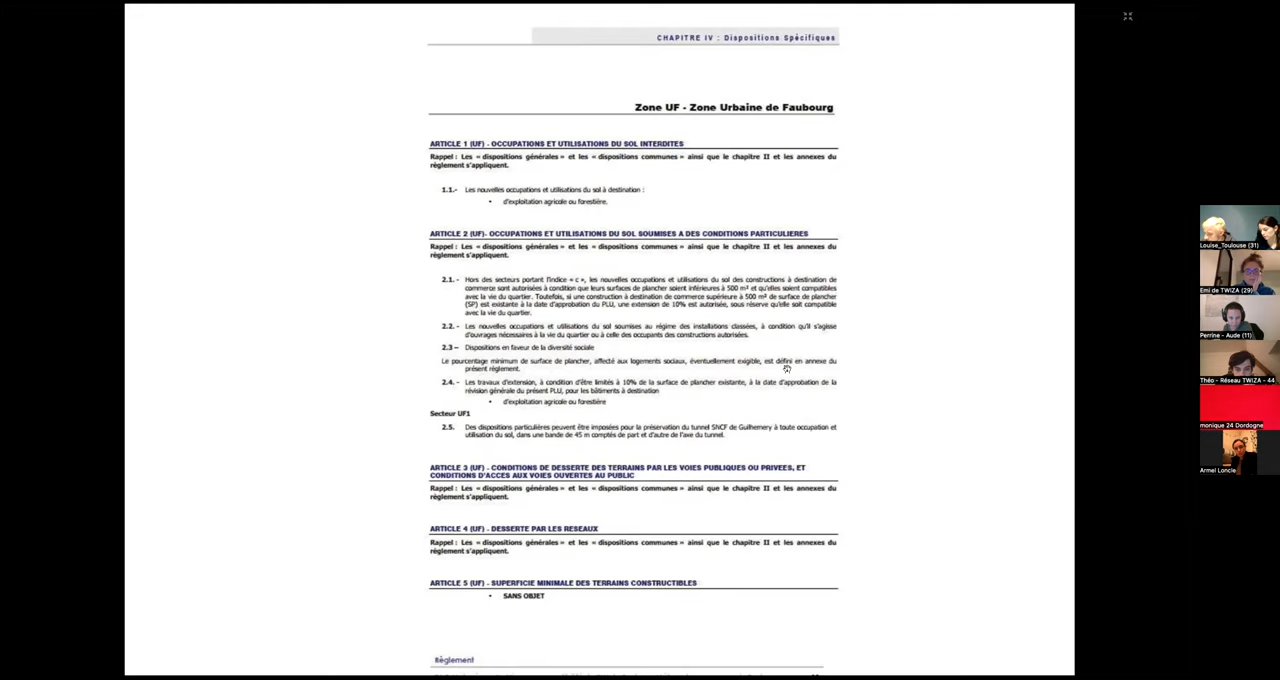 CHAPITRE IV : Dispositions Spécifiques
Zone UF - Zone Urbaine de Faubourg
ARTICLE 1 (UF) - OCCUPATIONS ET UTILISATIONS DU SOL INTERDITES
Rappel : Les « dispositions générales » et les « dispositions communes » ainsi que le chapitre II et les annexes du
règlement s'appliquent.
1.1.- Les nouvelles occupations et utilisations du sol à destination :
• d'exploitation agricole ou forestière.
ARTICLE 2 (UF)- OCCUPATIONS ET UTILISATIONS DU SOL SOUMISES A DES CONDITIONS PARTICULIERES
Rappel : Les « dispositions générales » et les « dispositions communes » ainsi que le chapitre II et les annexes du
règlement s'appliquent.
2.1. - Hors des secteurs portant l'indice « c », les nouvelles occupations et utilisations du sol des constructions à destination de
commerce sont autorisées à condition que leurs surfaces de plancher soient inférieures à 500 m² et qu'elles soient compatibles
avec la vie du quartier. Toutefois, si une construction à destination de commerce supérieure à 500 m² de surface de plancher
(SP) est existante à la date d'approbation du PLU, une extension de 10% est autorisée, sous réserve qu'elle soit compatible
avec la vie du quartier.
2.2. - Les nouvelles occupations et utilisations du sol soumises au régime des installations classées, à condition qu'il s'agisse
d'ouvrages nécessaires à la vie du quartier ou à celle des occupants des constructions autorisées.
2.3 – Dispositions en faveur de la diversité sociale
Le pourcentage minimum de surface de plancher, affecté aux logements sociaux, éventuellement exigible, est défini en annexe du
présent règlement.
2.4. - Les travaux d'extension, à condition d'être limités à 10% de la surface de plancher existante, à la date d'approbation de la
révision générale du présent PLU, pour les bâtiments à destination
• d'exploitation agricole ou forestière
Secteur UF1
2.5. Des dispositions particulières peuvent être imposées pour la préservation du tunnel SNCF de Guilhemery à toute occupation et
utilisation du sol, dans une bande de 45 m comptés de part et d'autre de l'axe du tunnel.
ARTICLE 3 (UF) - CONDITIONS DE DESSERTE DES TERRAINS PAR LES VOIES PUBLIQUES OU PRIVEES, ET
CONDITIONS D'ACCES AUX VOIES OUVERTES AU PUBLIC
Rappel : Les « dispositions générales » et les « dispositions communes » ainsi que le chapitre II et les annexes du
règlement s'appliquent.
ARTICLE 4 (UF) - DESSERTE PAR LES RESEAUX
Rappel : Les « dispositions générales » et les « dispositions communes » ainsi que le chapitre II et les annexes du
règlement s'appliquent.
ARTICLE 5 (UF) - SUPERFICIE MINIMALE DES TERRAINS CONSTRUCTIBLES
• SANS OBJET
Règlement
Louise_Toulouse (31)
Emi de TWIZA (29)
Perrine - Aude (11)
Théo - Réseau TWIZA - 44
monique 24 Dordogne
Armel Loncle